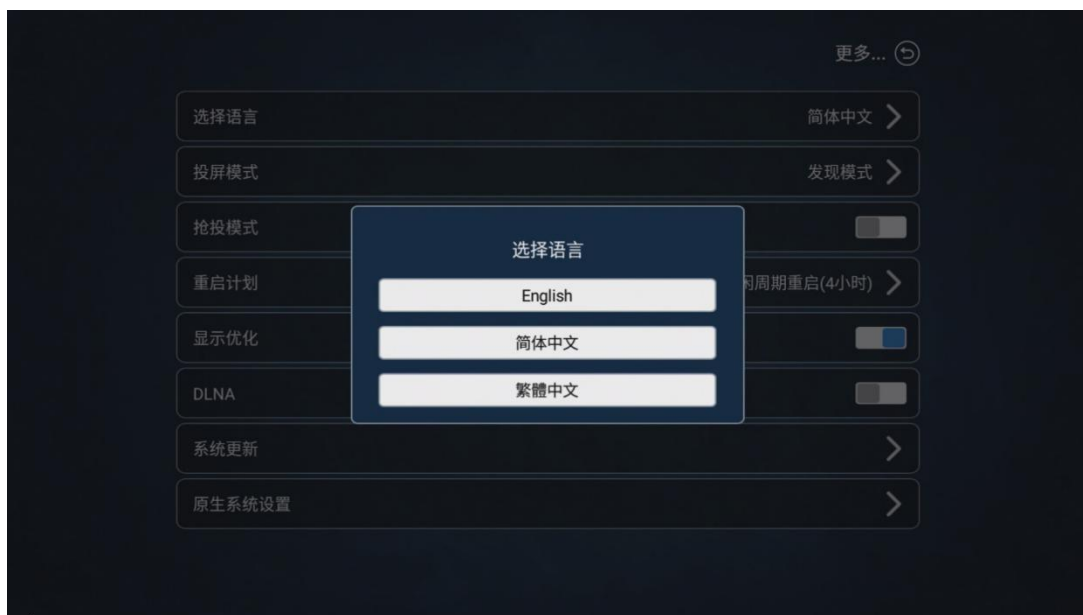 更多...
选择语言 简体中文
投屏模式 发现模式
抢投模式
重启计划 闲周期重启(4小时)
显示优化
DLNA
系统更新
原生系统设置
选择语言
English
简体中文
繁體中文